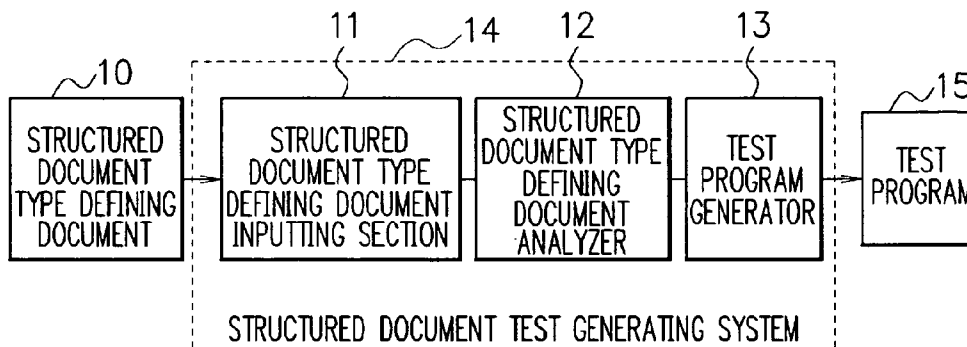 11
14
12
13
10
15
STRUCTURED
DOCUMENT
TYPE DEFINING
DOCUMENT
STRUCTURED
DOCUMENT TYPE
DEFINING DOCUMENT
INPUTTING SECTION
STRUCTURED
DOCUMENT TYPE
DEFINING
DOCUMENT
ANALYZER
TEST
PROGRAM
GENERATOR
TEST
PROGRAM
STRUCTURED DOCUMENT TEST GENERATING SYSTEM